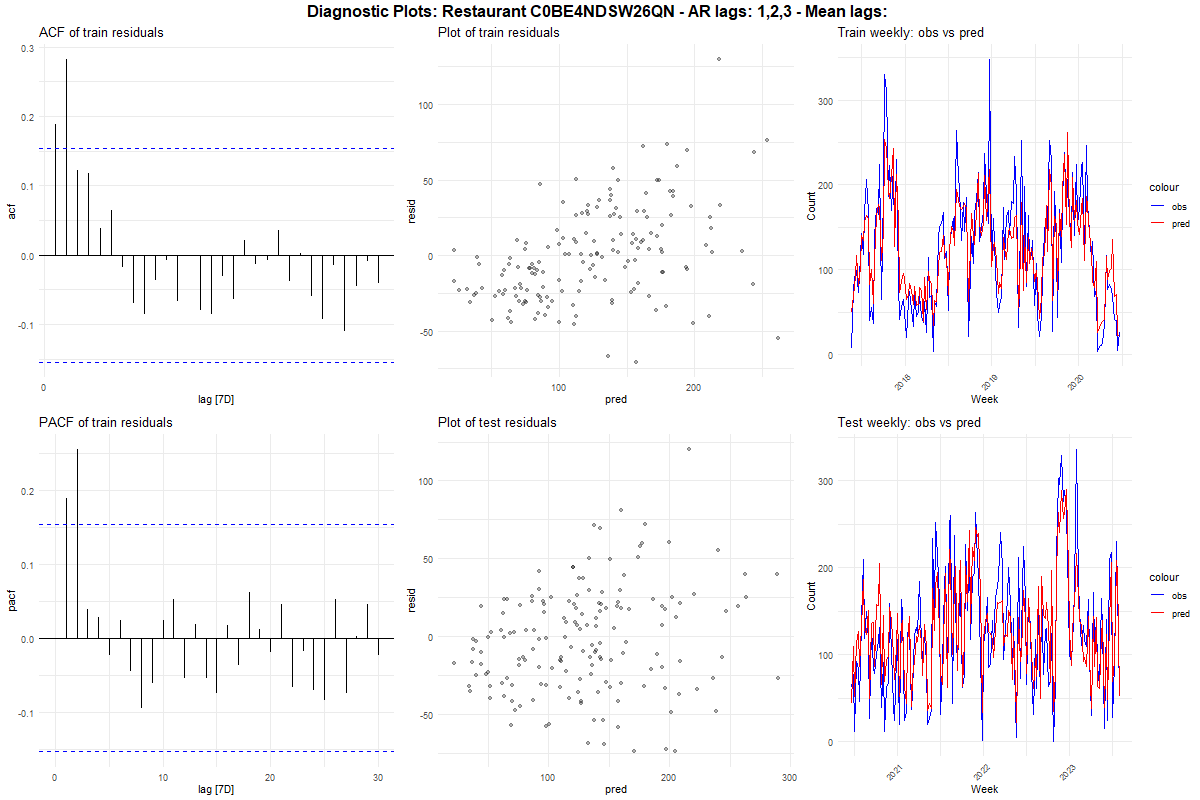 Diagnostic Plots: Restaurant C0BE4NDSW26QN - AR lags: 1,2,3 - Mean lags:
ACF of train residuals
0.3
0.2
0.1
0.0
-0.1
acf
0
lag [7D]
Plot of train residuals
100
50
0
-50
resid
100
200
pred
Train weekly: obs vs pred
300
200
100
0
Count
2018
2019
2020
Week
colour
obs
pred
PACF of train residuals
0.2
0.1
0.0
-0.1
pacf
0
10
20
30
lag [7D]
Plot of test residuals
100
50
0
-50
resid
100
200
300
pred
Test weekly: obs vs pred
300
200
100
0
Count
2021
2022
2023
Week
colour
obs
pred